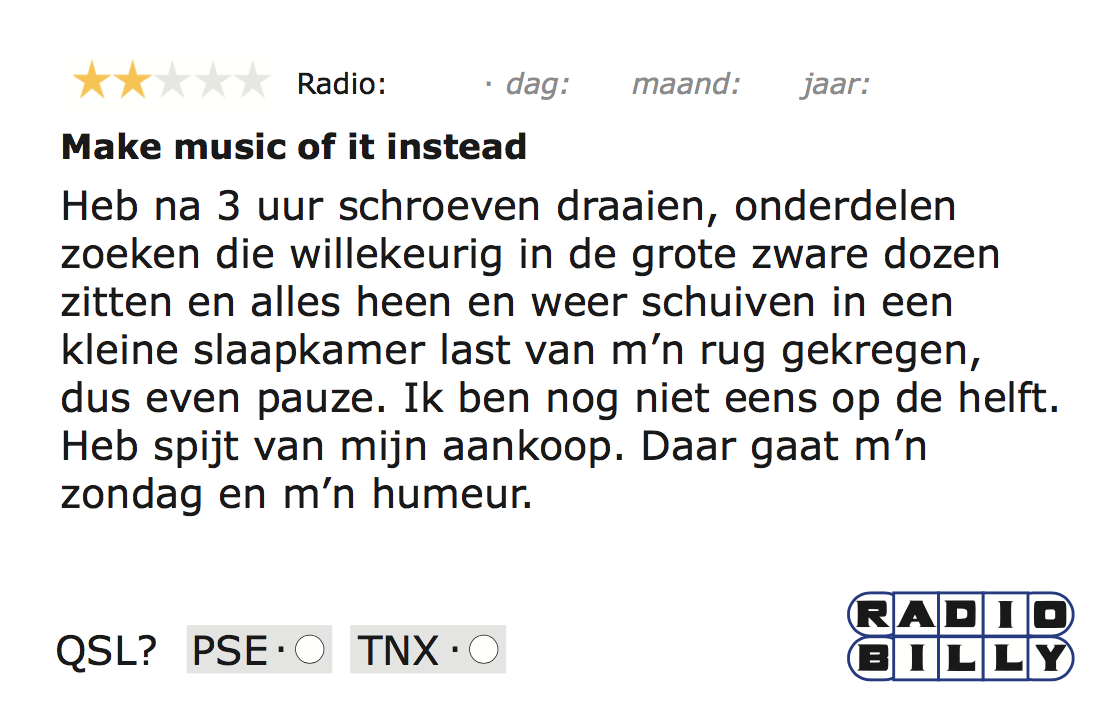 Radio: · dag: maand: jaar:
Make music of it instead
Heb na 3 uur schroeven draaien, onderdelen
zoeken die willekeurig in de grote zware dozen
zitten en alles heen en weer schuiven in een
kleine slaapkamer last van m’n rug gekregen,
dus even pauze. Ik ben nog niet eens op de helft.
Heb spijt van mijn aankoop. Daar gaat m’n
zondag en m’n humeur.
QSL? PSE · TNX ·
RADIO
BILLY